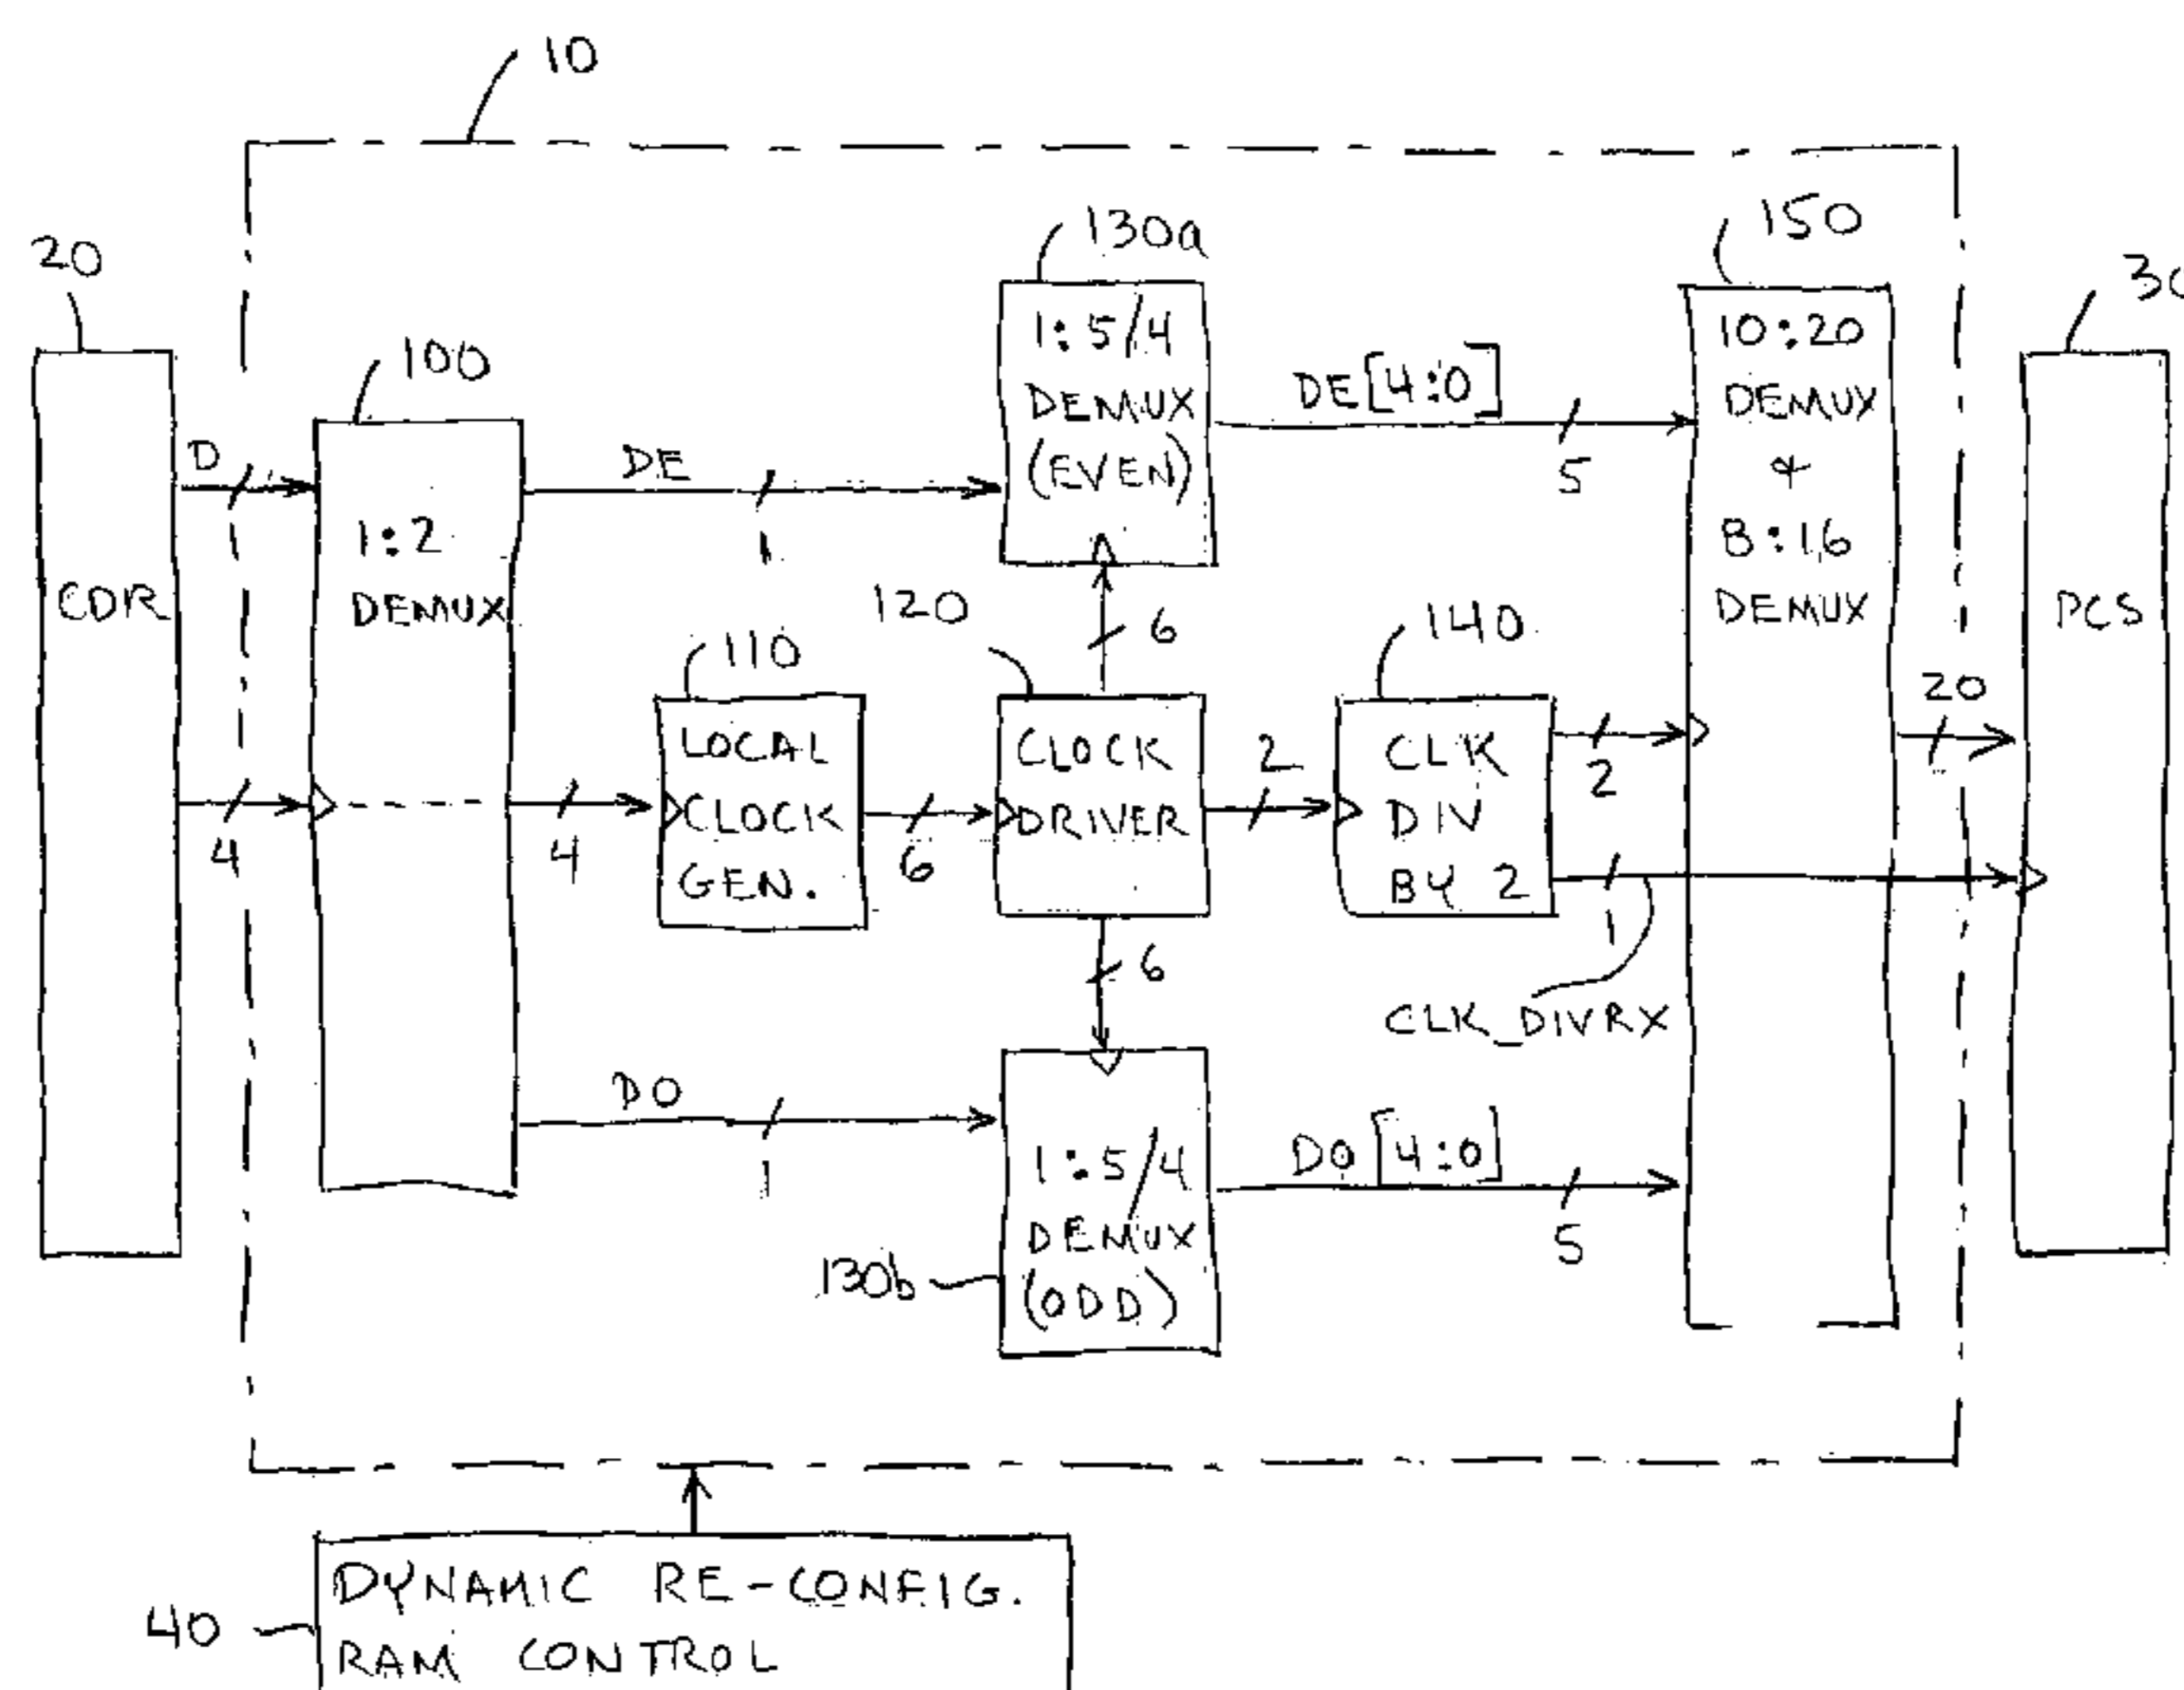 10
20
CDR
D
4
4
100
1:2
DEMUX
DE
1
4
DO
1
110
LOCAL
CLOCK
GEN.
6
120
CLOCK
DRIVER
6
6
2
130a
1:5/4
DEMUX
(EVEN)
DE[4:0]
5
130b
1:5/4
DEMUX
(ODD)
DO[4:0]
5
140
CLK
DIV
BY 2
2
1
CLK_DIVRX
150
10:20
DEMUX
&
8:16
DEMUX
20
PCS
40
DYNAMIC RE-CONFIG.
RAM CONTROL